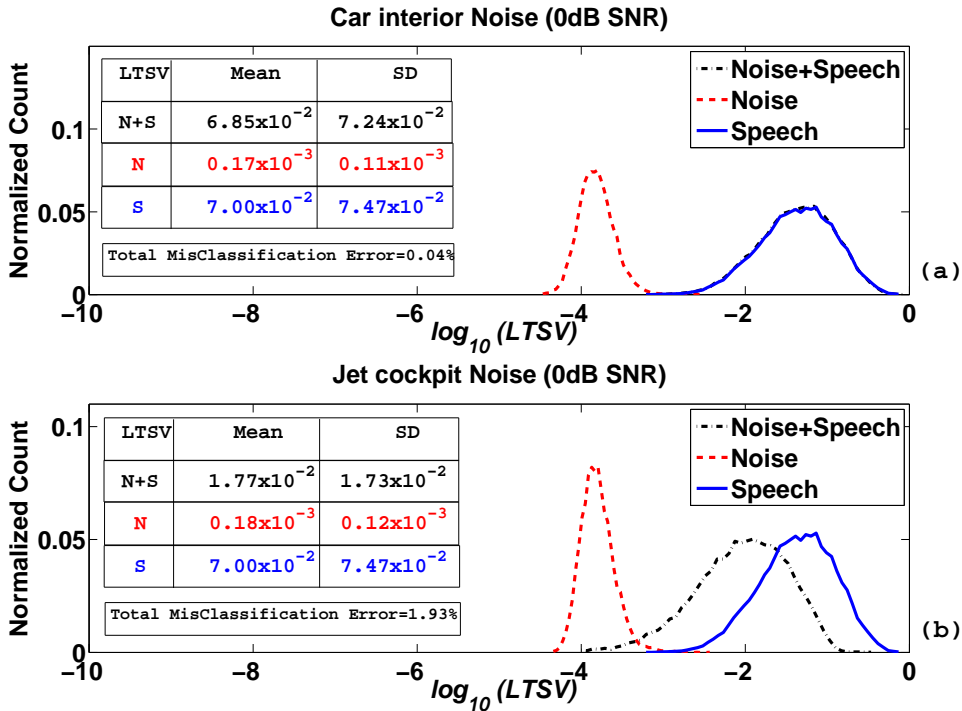 Car interior Noise (0dB SNR)
Normalized Count
0.1
0.05
0
LTSV Mean SD
N+S 6.85x10^-2 7.24x10^-2
N 0.17x10^-3 0.11x10^-3
S 7.00x10^-2 7.47x10^-2
Total MisClassification Error=0.04%
Noise+Speech
Noise
Speech
(a)
−10 −8 −6 −4 −2 0
log10 (LTSV)
Jet cockpit Noise (0dB SNR)
Normalized Count
0.1
0.05
0
LTSV Mean SD
N+S 1.77x10^-2 1.73x10^-2
N 0.18x10^-3 0.12x10^-3
S 7.00x10^-2 7.47x10^-2
Total MisClassification Error=1.93%
Noise+Speech
Noise
Speech
(b)
−10 −8 −6 −4 −2 0
log10 (LTSV)